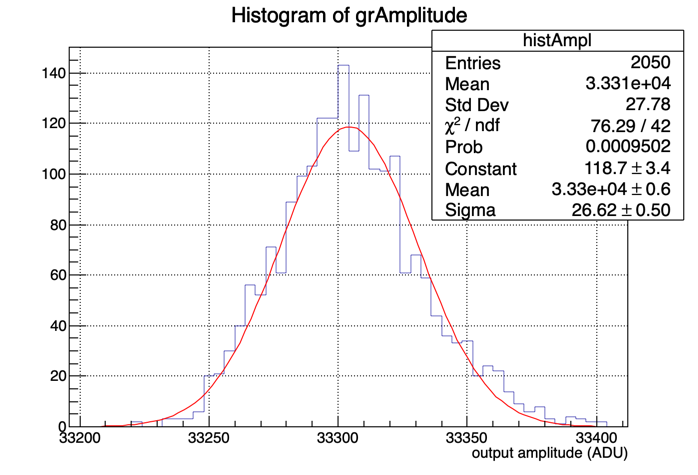 Histogram of grAmplitude
histAmpl
Entries 2050
Mean 3.331e+04
Std Dev 27.78
χ² / ndf 76.29 / 42
Prob 0.0009502
Constant 118.7 ± 3.4
Mean 3.33e+04 ± 0.6
Sigma 26.62 ± 0.50
140
120
100
80
60
40
20
0
33200 33250 33300 33350 33400
output amplitude (ADU)